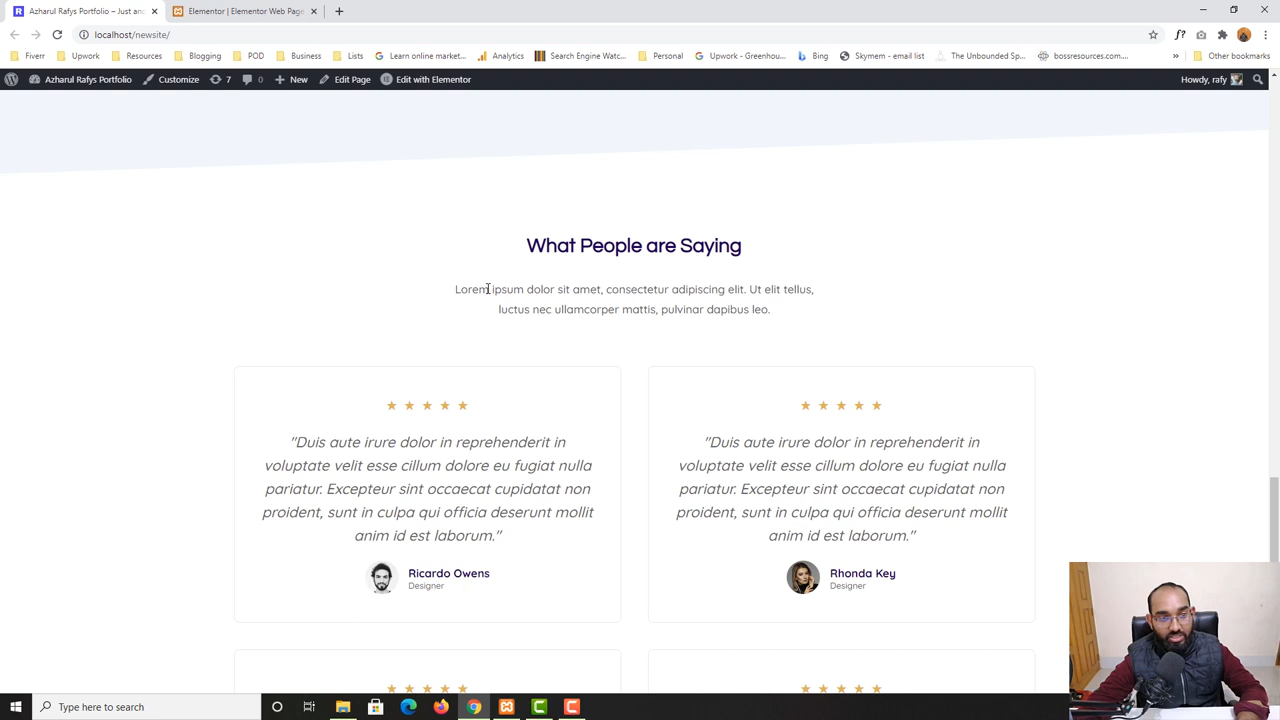 Azharul Rafys Portfolio – Just and
Elementor | Elementor Web Page
localhost/newsite/
Fiverr
Upwork
Resources
Blogging
POD
Business
Lists
Learn online market...
Analytics
Search Engine Watc...
Personal
Upwork - Greenhou...
Bing
Skymem - email list
The Unbounded Sp...
bossresources.com...
»
Other bookmarks
Azharul Rafys Portfolio
Customize
7
0
New
Edit Page
Edit with Elementor
Howdy, rafy
What People are Saying
Lorem ipsum dolor sit amet, consectetur adipiscing elit. Ut elit tellus,
luctus nec ullamcorper mattis, pulvinar dapibus leo.
"Duis aute irure dolor in reprehenderit in
voluptate velit esse cillum dolore eu fugiat nulla
pariatur. Excepteur sint occaecat cupidatat non
proident, sunt in culpa qui officia deserunt mollit
anim id est laborum."
Ricardo Owens
Designer
"Duis aute irure dolor in reprehenderit in
voluptate velit esse cillum dolore eu fugiat nulla
pariatur. Excepteur sint occaecat cupidatat non
proident, sunt in culpa qui officia deserunt mollit
anim id est laborum."
Rhonda Key
Designer
Type here to search